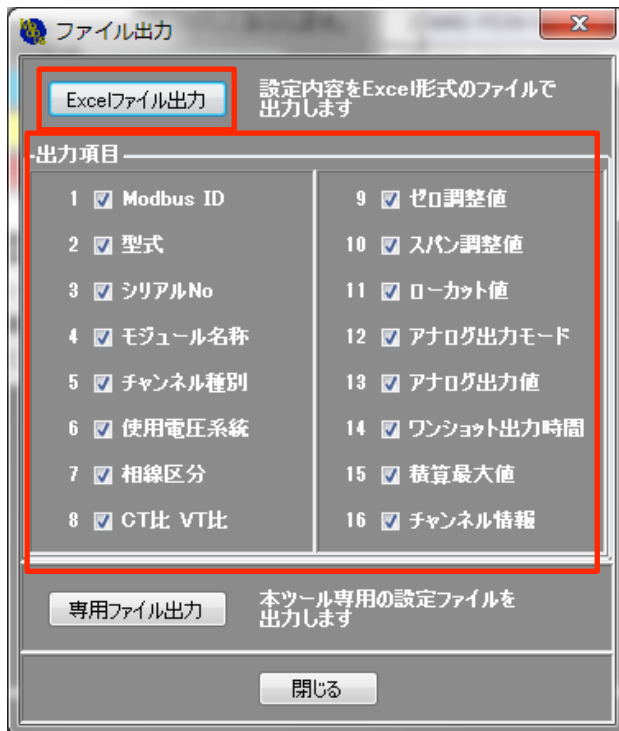 ファイル出力
Excelファイル出力
設定内容をExcel形式のファイルで
出力します
出力項目
1 Modbus ID
2 型式
3 シリアルNo
4 モジュール名称
5 チャンネル種別
6 使用電圧系統
7 相線区分
8 CT比 VT比
9 ゼロ調整値
10 スパン調整値
11 ローカット値
12 アナログ出力モード
13 アナログ出力値
14 ワンショット出力時間
15 積算最大値
16 チャンネル情報
専用ファイル出力
本ツール専用の設定ファイルを
出力します
閉じる